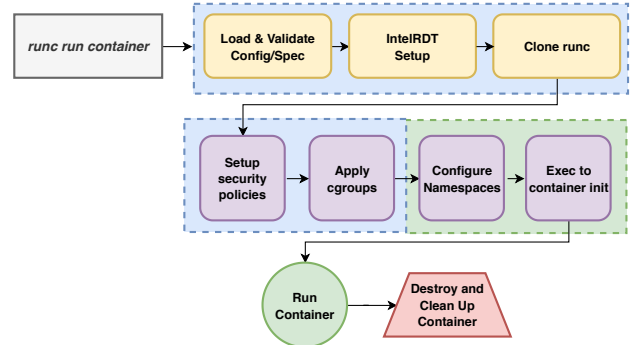 runc run container
Load & Validate
Config/Spec
IntelRDT
Setup
Clone runc
Setup
security
policies
Apply
cgroups
Configure
Namespaces
Exec to
container init
Run
Container
Destroy and
Clean Up
Container